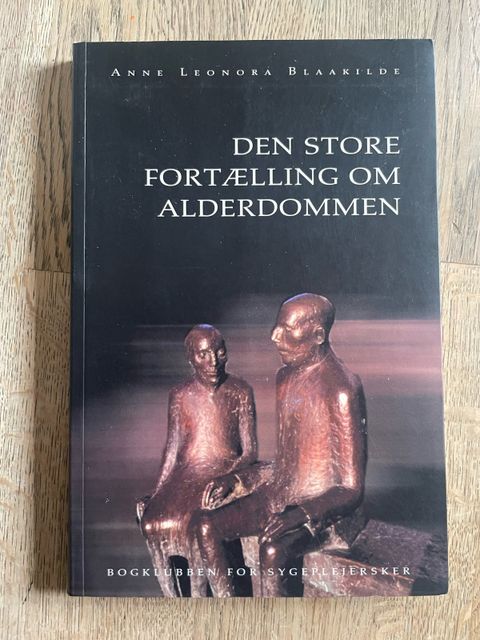 ANNE LEONORA BLAAKILDE
DEN STORE
FORTÆLLING OM
ALDERDOMMEN
BOGKLUBBEN FOR SYGEPLEJERSKER